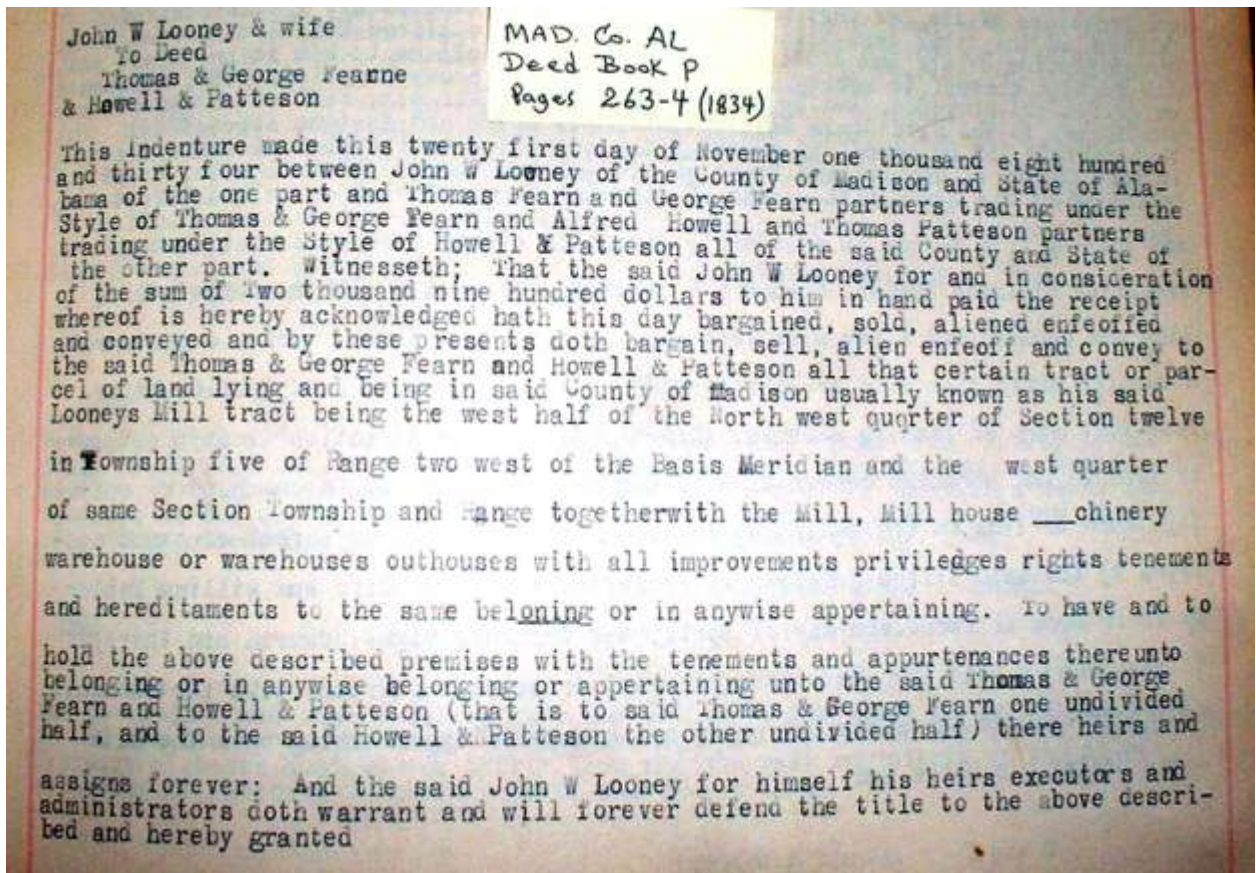 John W Looney & wife
To Deed
Thomas & George Fearne
& Howell & Patteson
MAD. Co. AL
Deed Book P
Pages 263-4 (1834)
This Indenture made this twenty first day of November one thousand eight hundred
and thirty four between John W Looney of the County of Madison and State of Ala-
bama of the one part and Thomas Fearn and George Fearn partners trading under the
Style of Thomas & George Fearn and Alfred Howell and Thomas Patteson partners
trading under the Style of Howell & Patteson all of the said County and State of
the other part. Witnesseth; That the said John W Looney for and in consideration
of the sum of Two thousand nine hundred dollars to him in hand paid the receipt
whereof is hereby acknowledged hath this day bargained, sold, aliened enfeoffed
and conveyed and by these presents doth bargain, sell, alien enfeoff and convey to
the said Thomas & George Fearn and Howell & Patteson all that certain tract or par-
cel of land lying and being in said County of Madison usually known as his said
Looneys Mill tract being the west half of the North west quqrter of Section twelve
in Township five of Range two west of the Basis Meridian and the west quarter
of same Section Township and Range togetherwith the Mill, Mill house ___chinery
warehouse or warehouses outhouses with all improvements priviledges rights tenements
and hereditaments to the same beloning or in anywise appertaining. To have and to
hold the above described premises with the tenements and appurtenances thereunto
belonging or in anywise belonging or appertaining unto the said Thomas & George
Fearn and Howell & Patteson (that is to said Thomas & George Fearn one undivided
half, and to the said Howell & Patteson the other undivided half) there heirs and
assigns forever: And the said John W Looney for himself his heirs executors and
administrators doth warrant and will forever defend the title to the above descri-
bed and hereby granted